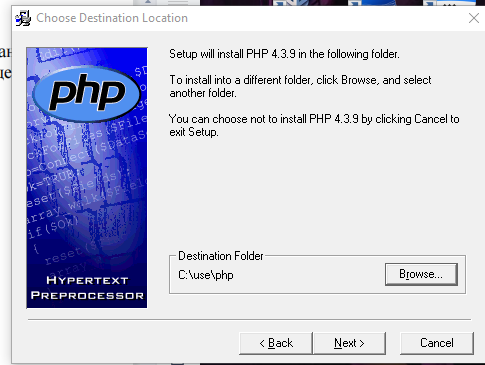 Choose Destination Location
ан
це
php
HYPERTEXT
PREPROCESSOR
Setup will install PHP 4.3.9 in the following folder.
To install into a different folder, click Browse, and select
another folder.
You can choose not to install PHP 4.3.9 by clicking Cancel to
exit Setup.
Destination Folder
C:\use\php
Browse...
< Back
Next >
Cancel